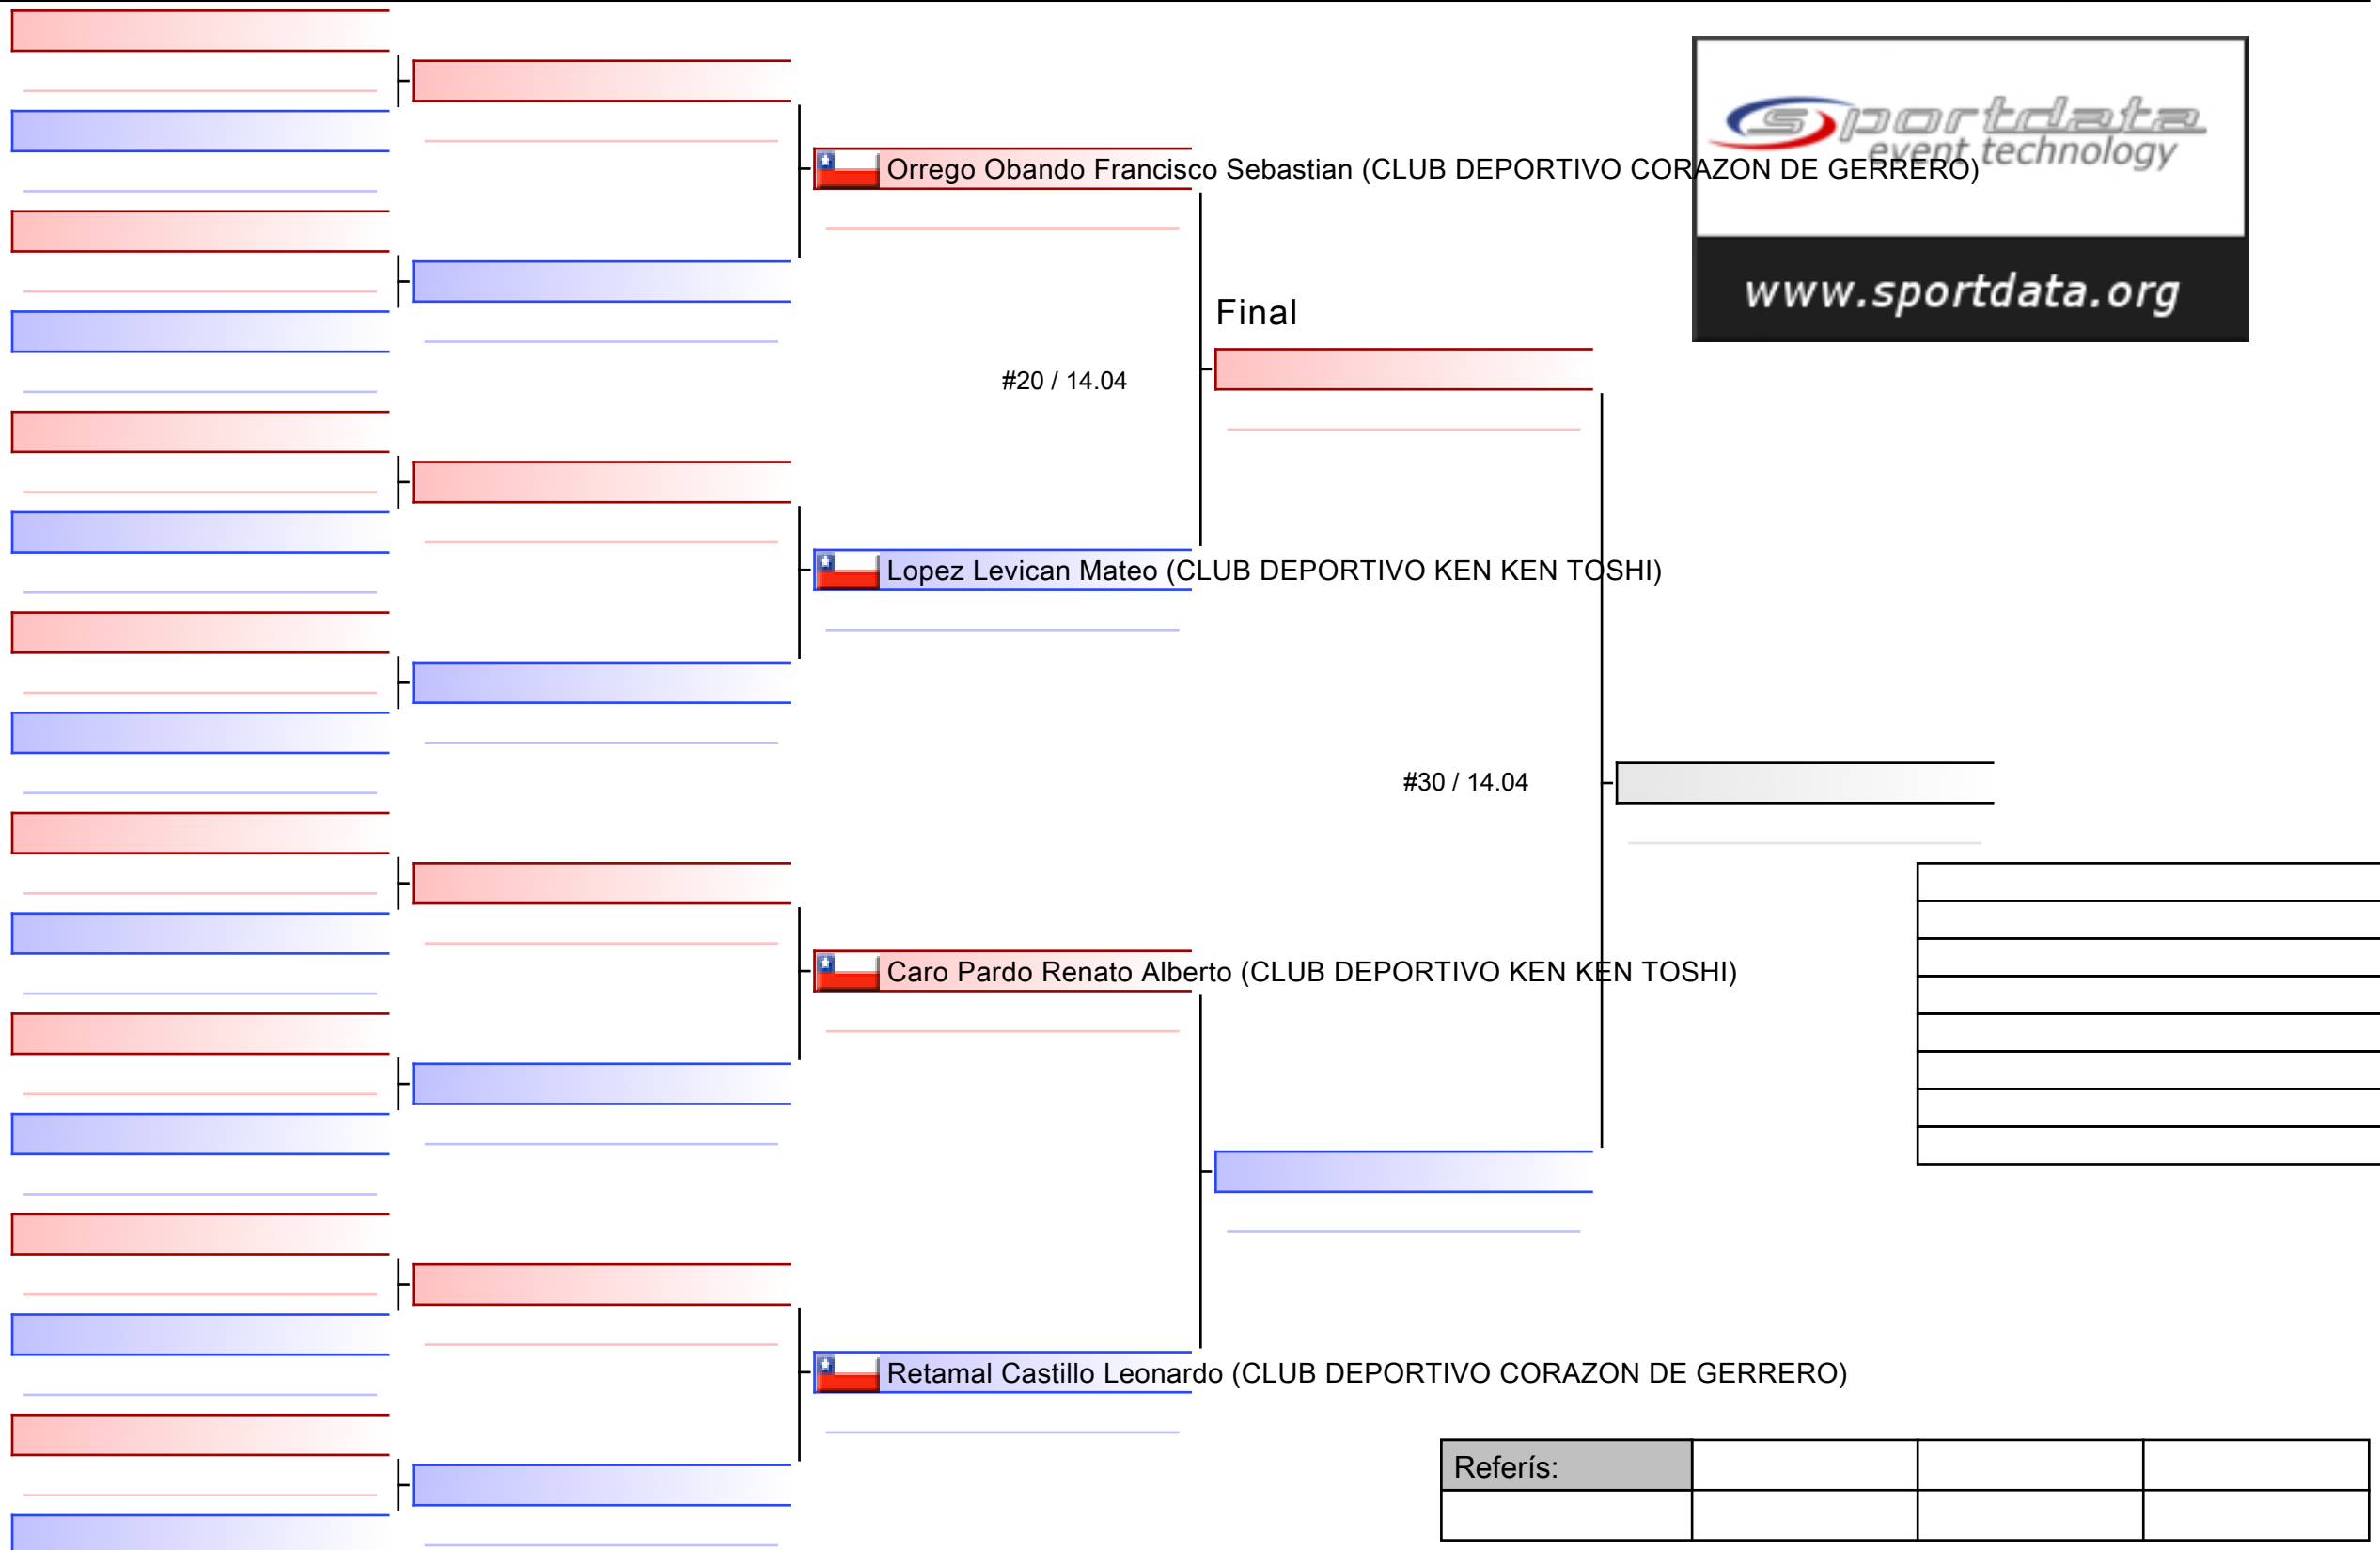 sportdata
event technology
www.sportdata.org
Orrego Obando Francisco Sebastian (CLUB DEPORTIVO CORAZON DE GERRERO)
Final
#20 / 14.04
Lopez Levican Mateo (CLUB DEPORTIVO KEN KEN TOSHI)
#30 / 14.04
Caro Pardo Renato Alberto (CLUB DEPORTIVO KEN KEN TOSHI)
Retamal Castillo Leonardo (CLUB DEPORTIVO CORAZON DE GERRERO)
Referís: